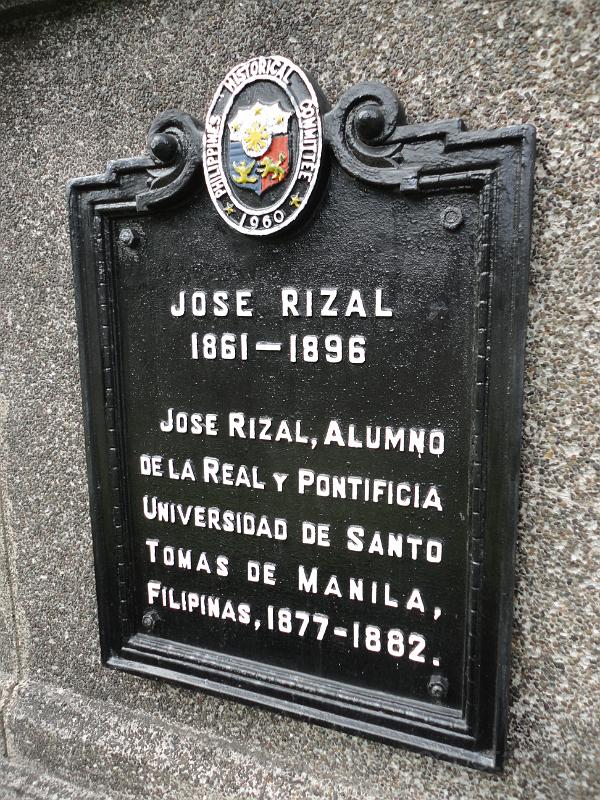 PHILIPPINES HISTORICAL COMMITTEE
1960
JOSE RIZAL
1861-1896
JOSE RIZAL, ALUMNO
DE LA REAL Y PONTIFICIA
UNIVERSIDAD DE SANTO
TOMAS DE MANILA,
FILIPINAS, 1877-1882.